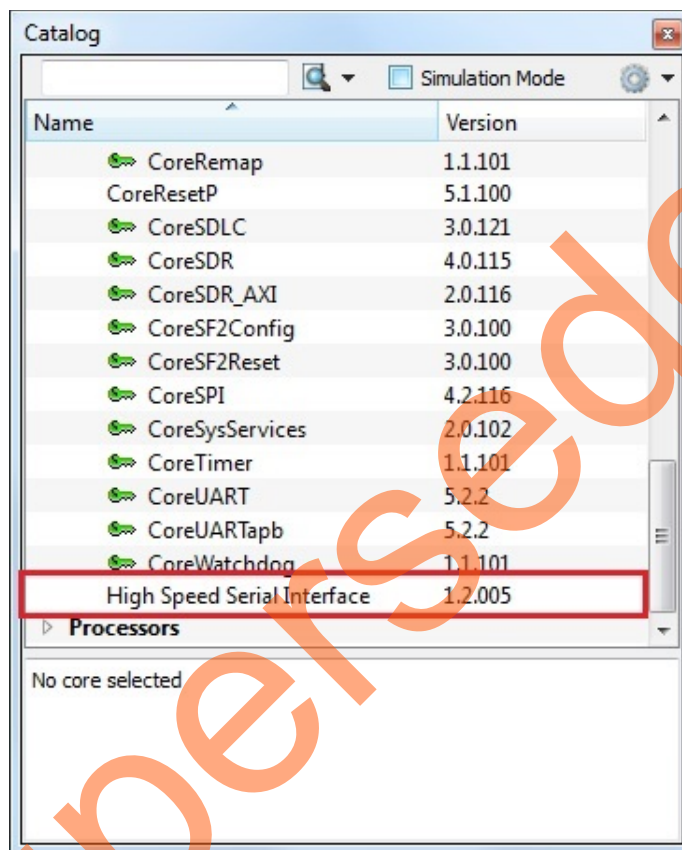 Catalog
Simulation Mode
Name Version
CoreRemap 1.1.101
CoreResetP 5.1.100
CoreSDLC 3.0.121
CoreSDR 4.0.115
CoreSDR_AXI 2.0.116
CoreSF2Config 3.0.100
CoreSF2Reset 3.0.100
CoreSPI 4.2.116
CoreSysServices 2.0.102
CoreTimer 1.1.101
CoreUART 5.2.2
CoreUARTapb 5.2.2
CoreWatchdog 1.1.101
High Speed Serial Interface 1.2.005
Processors
No core selected
persed